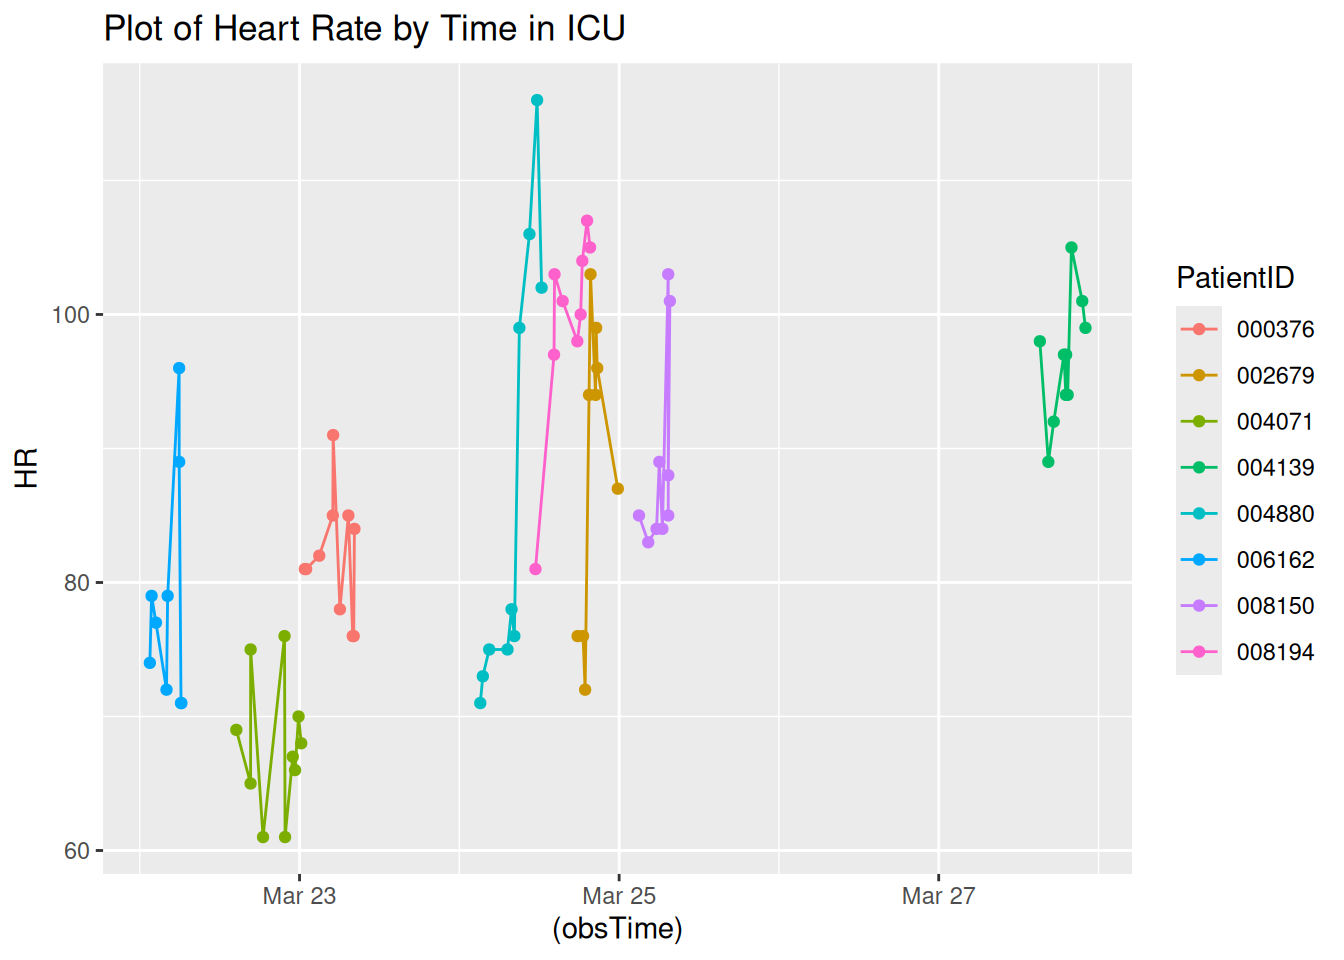 Plot of Heart Rate by Time in ICU
HR
100
80
60
Mar 23
Mar 25
Mar 27
(obsTime)
PatientID
000376
002679
004071
004139
004880
006162
008150
008194